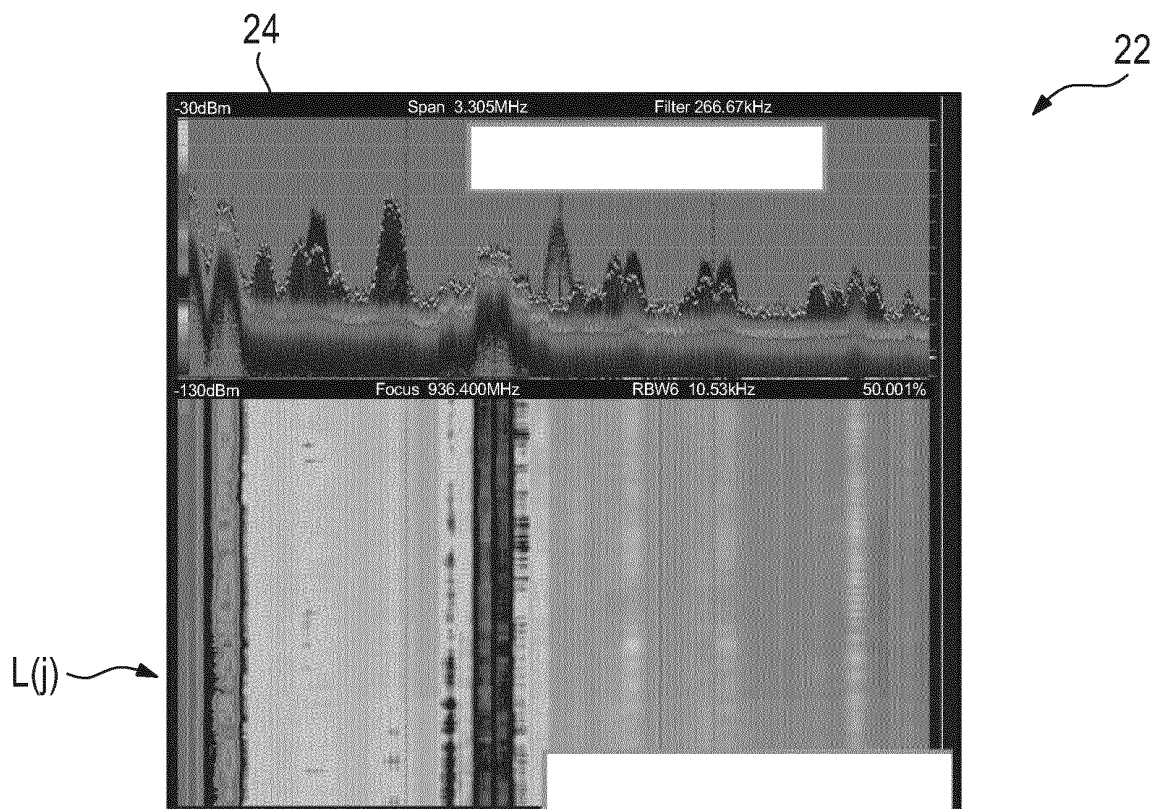 24
22
-30dBm Span 3.305MHz Filter 266.67kHz
-130dBm Focus 936.400MHz RBW6 10.53kHz 50.001%
L(j)